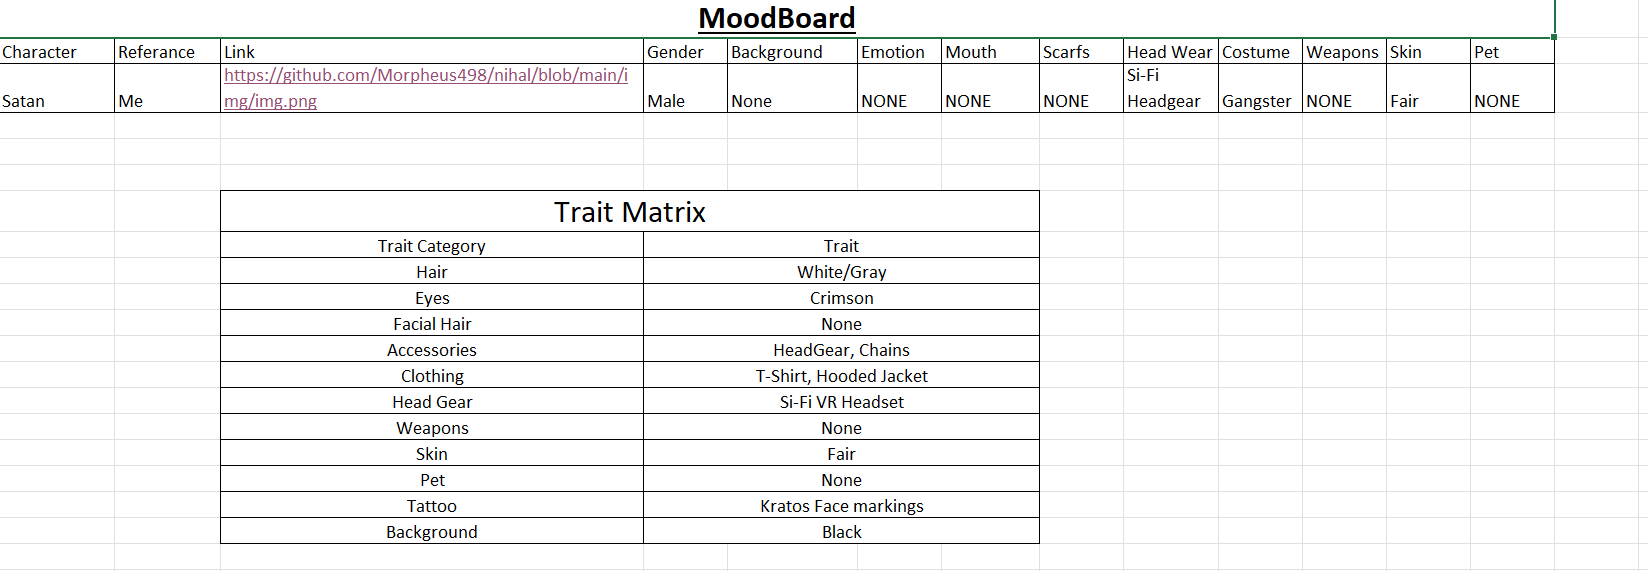 MoodBoard
Character Referance Link Gender Background Emotion Mouth Scarfs Head Wear Costume Weapons Skin Pet
Satan Me https://github.com/Morpheus498/nihal/blob/main/i
mg/img.png Male None NONE NONE NONE Si-Fi
Headgear Gangster NONE Fair NONE
Trait Matrix
Trait Category Trait
Hair White/Gray
Eyes Crimson
Facial Hair None
Accessories HeadGear, Chains
Clothing T-Shirt, Hooded Jacket
Head Gear Si-Fi VR Headset
Weapons None
Skin Fair
Pet None
Tattoo Kratos Face markings
Background Black